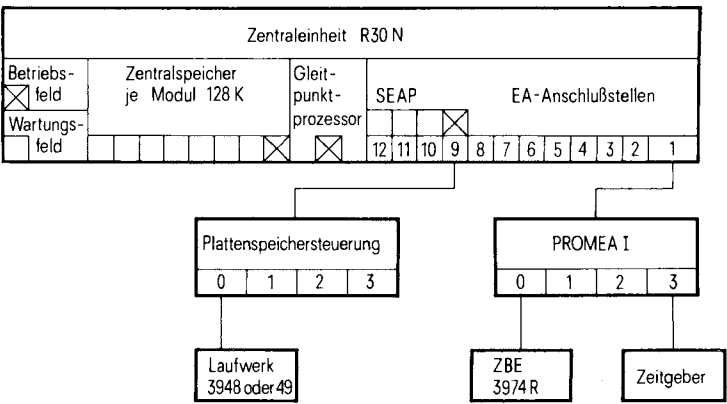 Zentraleinheit R30 N
Betriebs-
feld
Wartungs-
feld
Zentralspeicher
je Modul 128 K
Gleit-
punkt-
prozessor
SEAP
EA-Anschlußstellen
12 11 10 9 8 7 6 5 4 3 2 1
Plattenspeichersteuerung
0 1 2 3
PROMEA I
0 1 2 3
Laufwerk
3948 oder 49
ZBE
3974 R
Zeitgeber